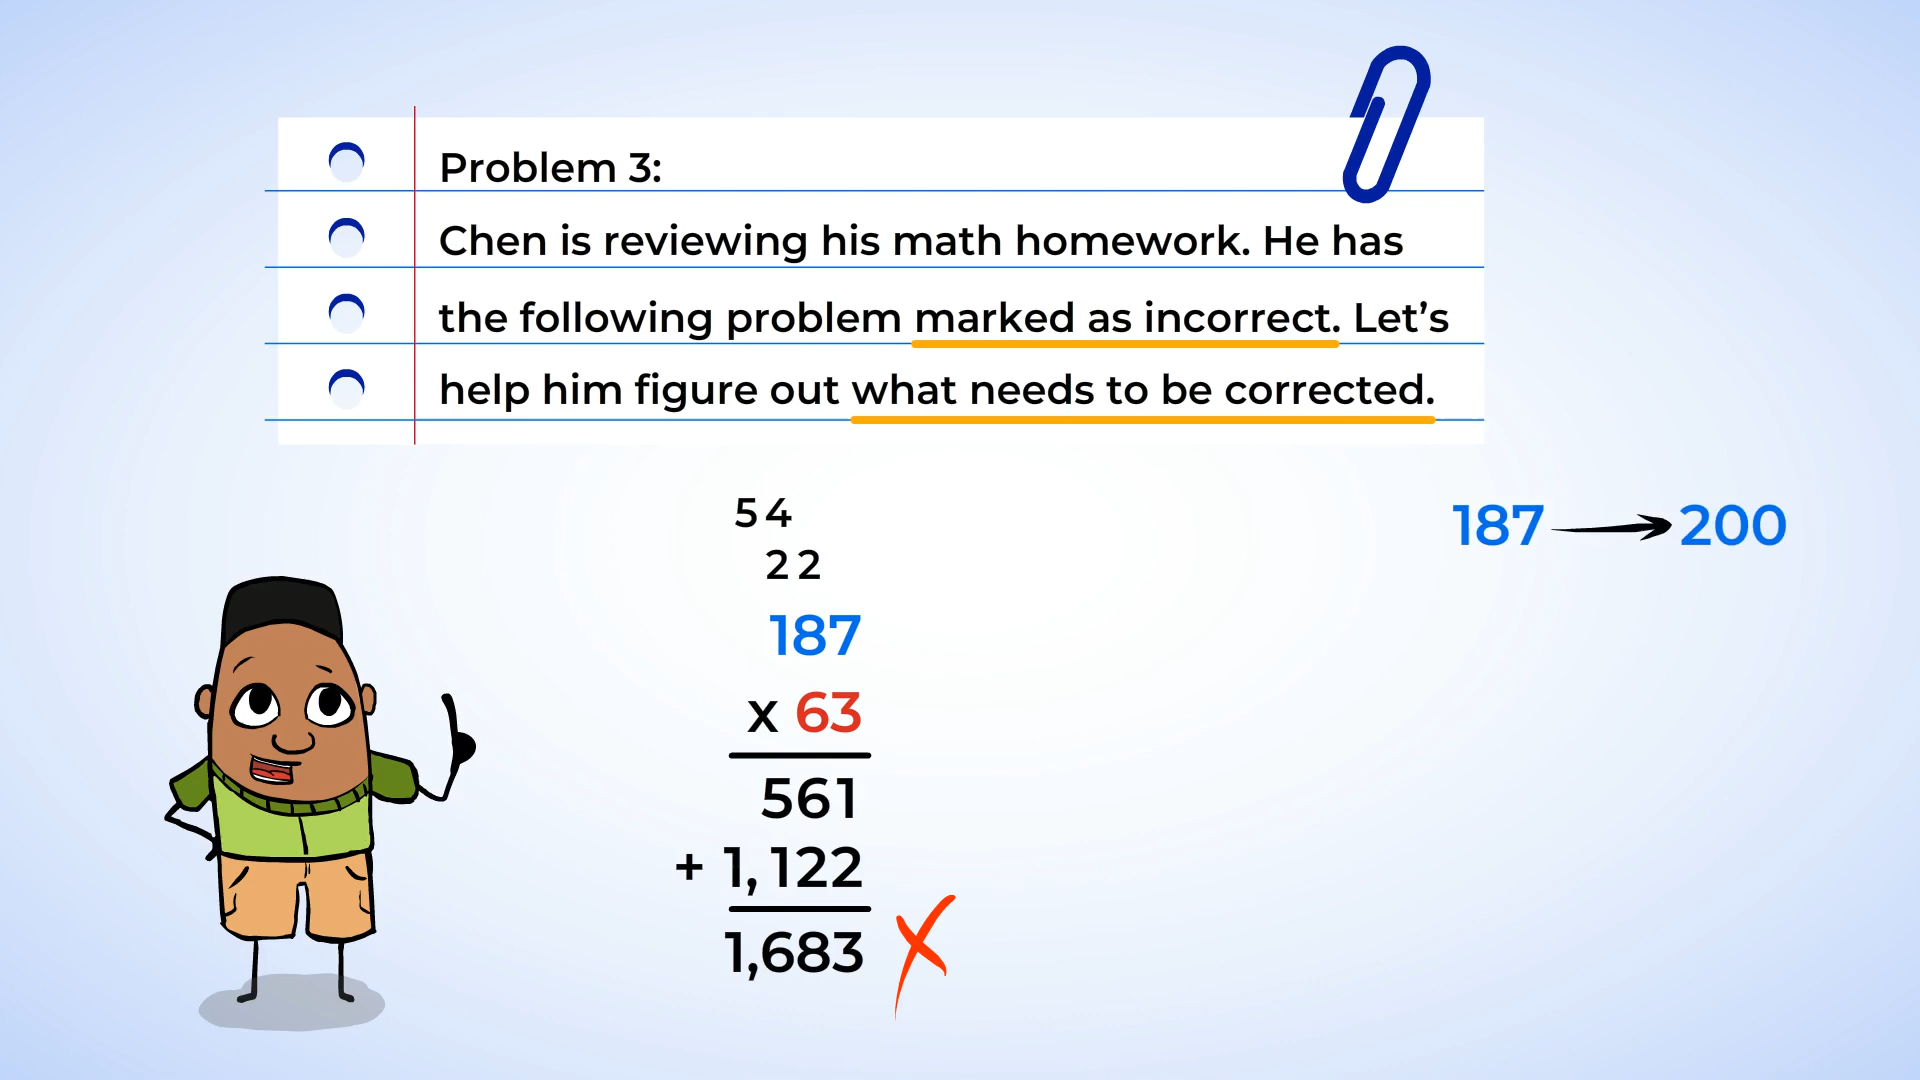 Problem 3:
Chen is reviewing his math homework. He has
the following problem marked as incorrect. Let’s
help him figure out what needs to be corrected.
54
22
187
x 63
561
+ 1,122
1,683
187 → 200